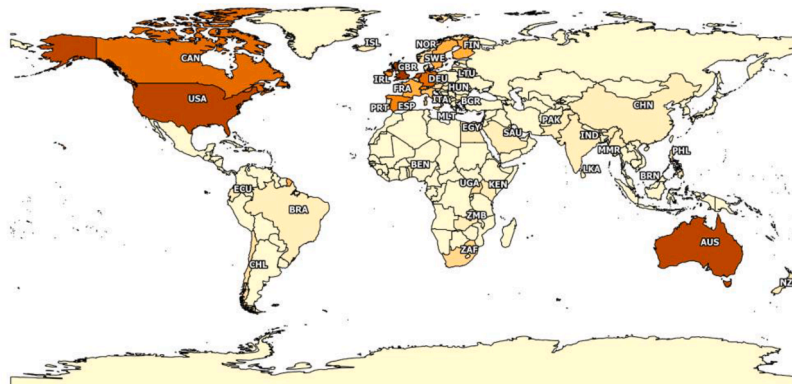 ISL
NOR
FIN
SWE
CAN
GBR
LTU
IRL
DEU
HUN
USA
FRA
ITA
BGR
PRT
ESP
CHN
MLT
PAK
EGY
SAU
IND
MMR
PHL
BEN
LKA
BRN
ECU
UGA
KEN
BRA
ZMB
AUS
ZAF
CHL
NZ